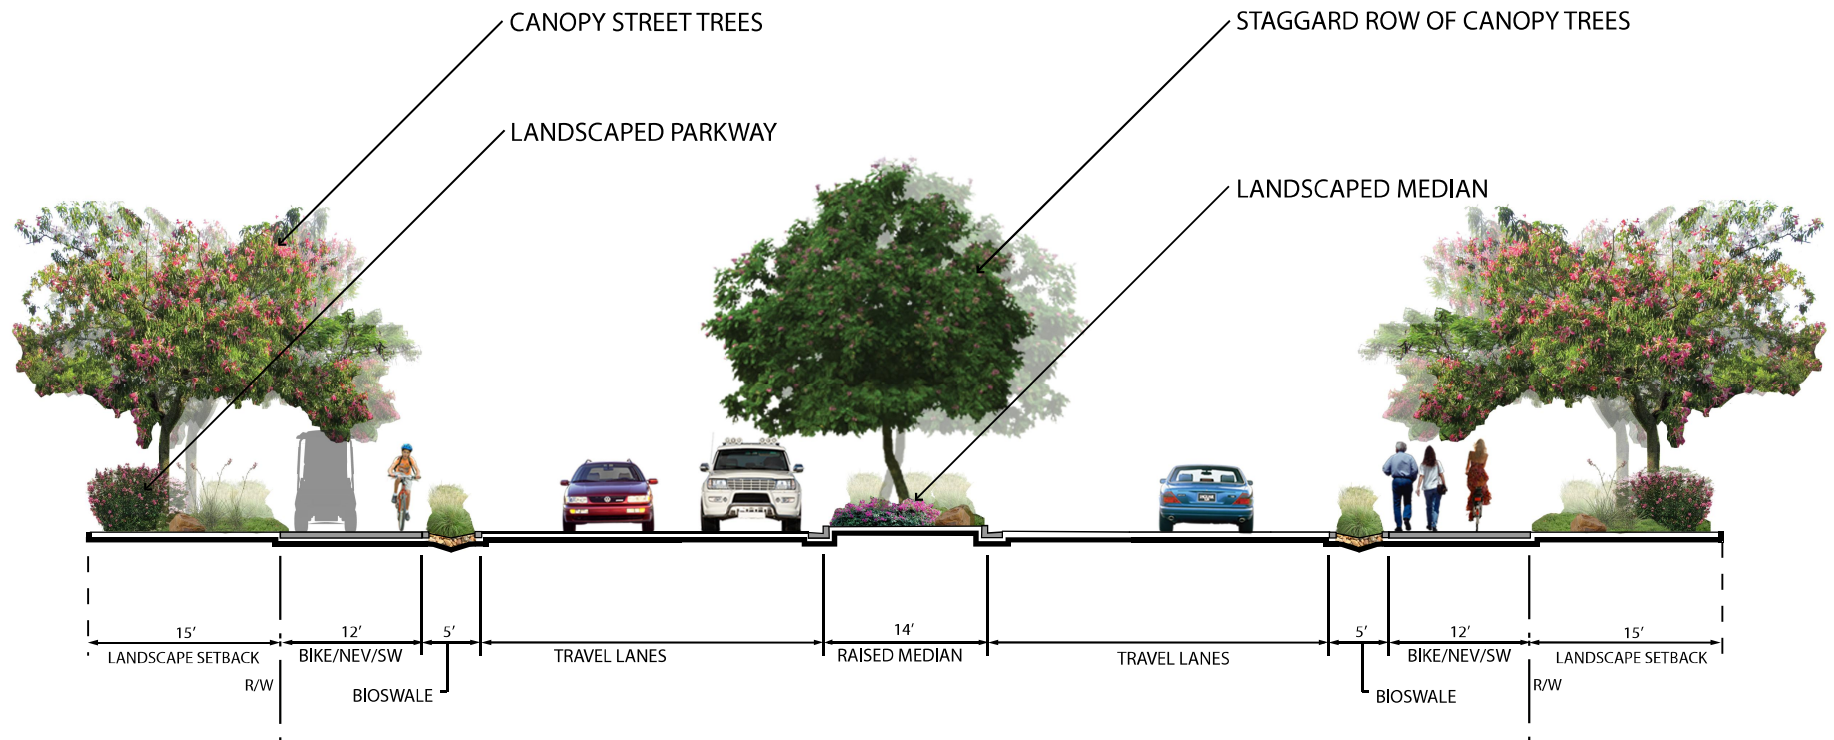 CANOPY STREET TREES
STAGGARD ROW OF CANOPY TREES
LANDSCAPED PARKWAY
LANDSCAPED MEDIAN
15' 12' 5' 14' 5' 12' 15'
LANDSCAPE SETBACK BIKE/NEV/SW TRAVEL LANES RAISED MEDIAN TRAVEL LANES BIKE/NEV/SW LANDSCAPE SETBACK
R/W BIOSWALE BIOSWALE R/W